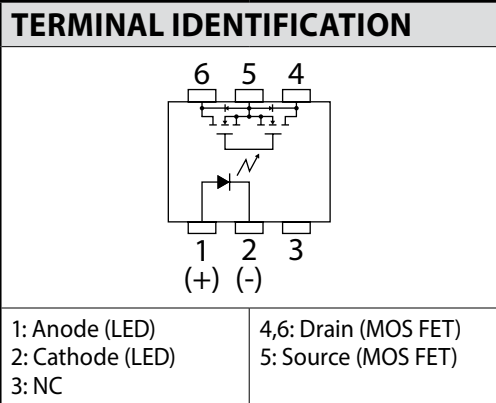 TERMINAL IDENTIFICATION
6 5 4
1 2 3
(+) (-)
1: Anode (LED)
2: Cathode (LED)
3: NC
4,6: Drain (MOS FET)
5: Source (MOS FET)